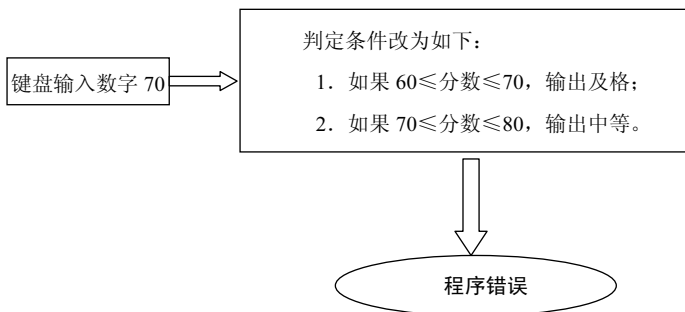 键盘输入数字 70
判定条件改为如下：
1．如果 60≤分数≤70，输出及格；
2．如果 70≤分数≤80，输出中等。
程序错误